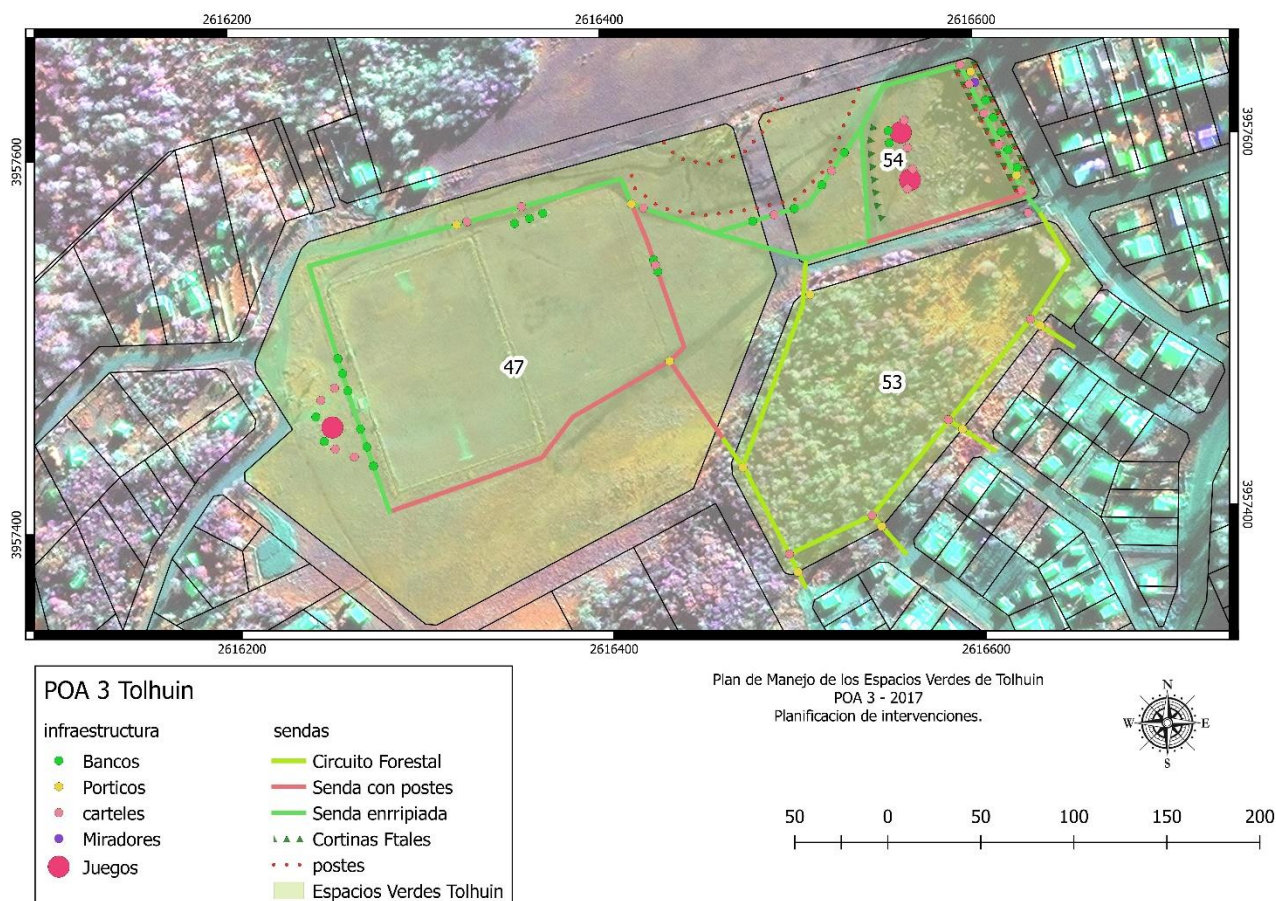 2616200 2616400 2616600
3957600 3957600
54
47
53
3957400 3957400
2616200 2616400 2616600
POA 3 Tolhuin
infraestructura
Bancos
Porticos
carteles
Miradores
Juegos
sendas
Circuito Forestal
Senda con postes
Senda enrripiada
Cortinas Ftales
postes
Espacios Verdes Tolhuin
Plan de Manejo de los Espacios Verdes de Tolhuin
POA 3 - 2017
Planificacion de intervenciones.
N
W E
S
50 0 50 100 150 200